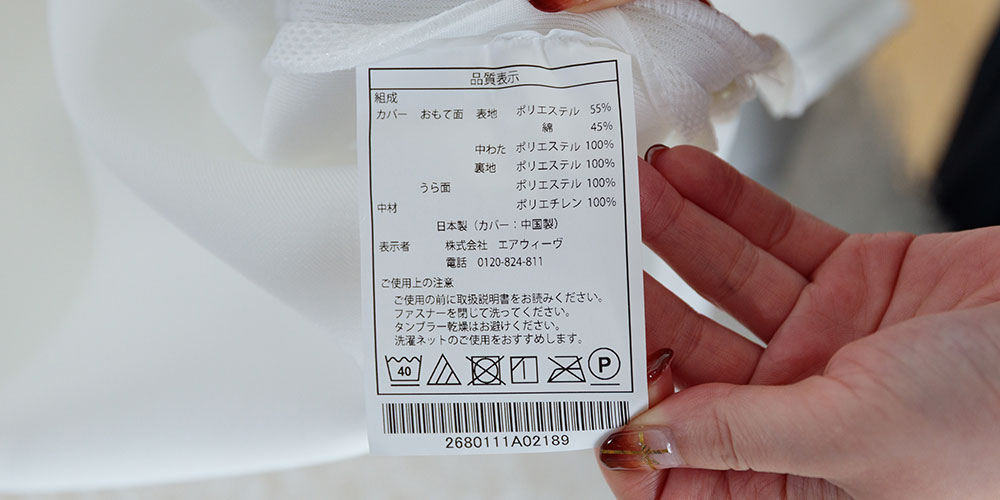 品質表示
組成
カバー おもて面 表地 ポリエステル 55%
綿 45%
中わた ポリエステル 100%
裏地 ポリエステル 100%
うら面 ポリエステル 100%
中材 ポリエチレン 100%
日本製（カバー：中国製）
表示者 株式会社 エアウィーヴ
電話 0120-824-811
ご使用上の注意
ご使用の前に取扱説明書をお読みください。
ファスナーを閉じて洗ってください。
タンブラー乾燥はお避けください。
洗濯ネットのご使用をおすすめします。
40 P
2680111A02189